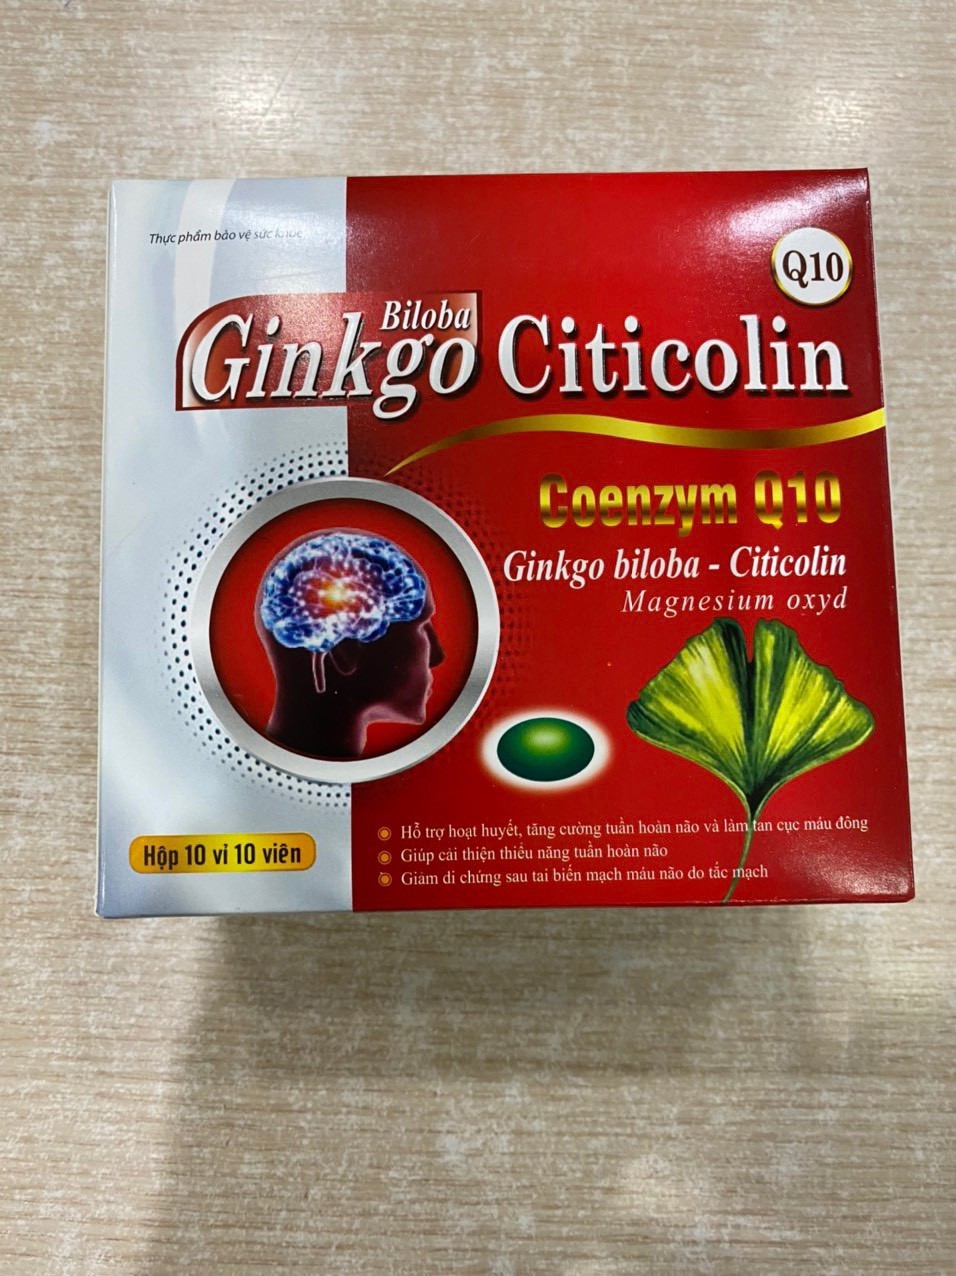 Thực phẩm bảo vệ sức khỏe
Q10
Biloba
Ginkgo Citicolin
Coenzym Q10
Ginkgo biloba - Citicolin
Magnesium oxyd
Hỗ trợ hoạt huyết, tăng cường tuần hoàn não và làm tan cục máu đông
Giúp cải thiện thiểu năng tuần hoàn não
Giảm di chứng sau tai biến mạch máu não do tắc mạch
Hộp 10 vỉ 10 viên